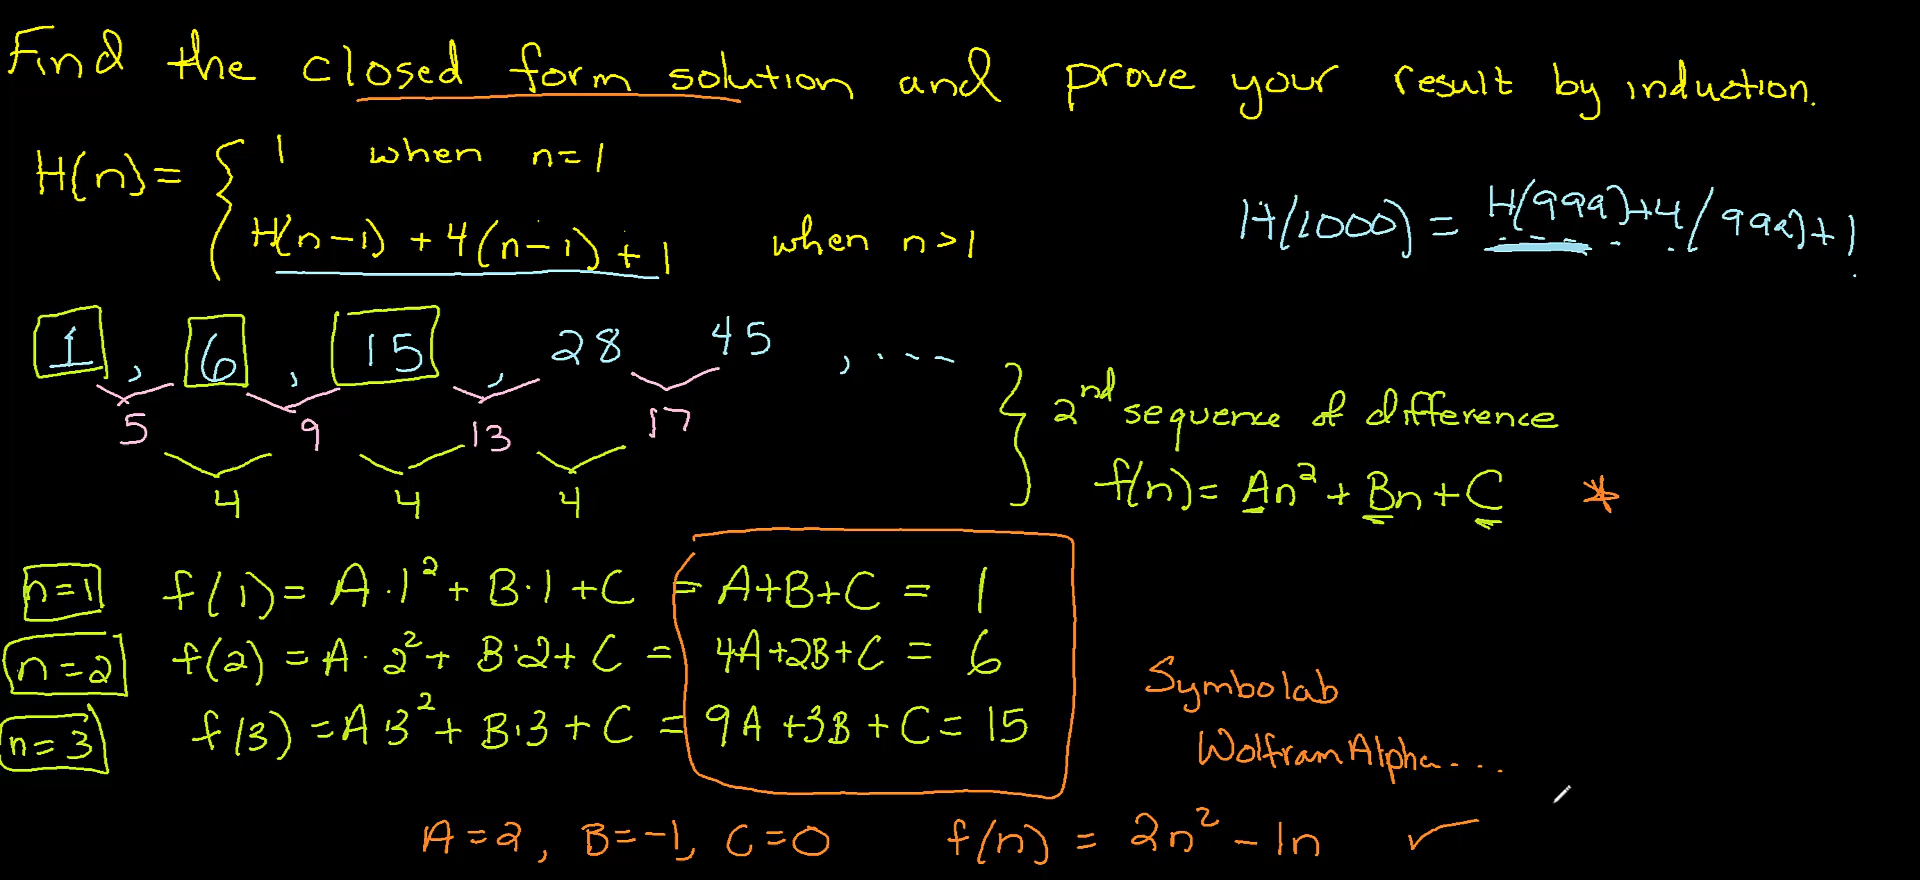 Find the closed form solution and prove your result by induction.
H(n) = { 1 when n=1
H(n-1) + 4(n-1) + 1 when n>1
H(1000) = H(999)+4(999)+1
1, 6, 15, 28 45, ...
5 9 13 17
4 4 4
} 2nd sequence of difference
f(n) = An² + Bn + C *
n=1 f(1) = A·1² + B·1 + C = A+B+C = 1
n=2 f(2) = A·2² + B·2 + C = 4A+2B+C = 6
n=3 f(3) = A3² + B·3 + C = 9A+3B+C = 15
Symbolab
WolframAlpha...
A=2, B=-1, C=0 f(n) = 2n² - 1n ✓